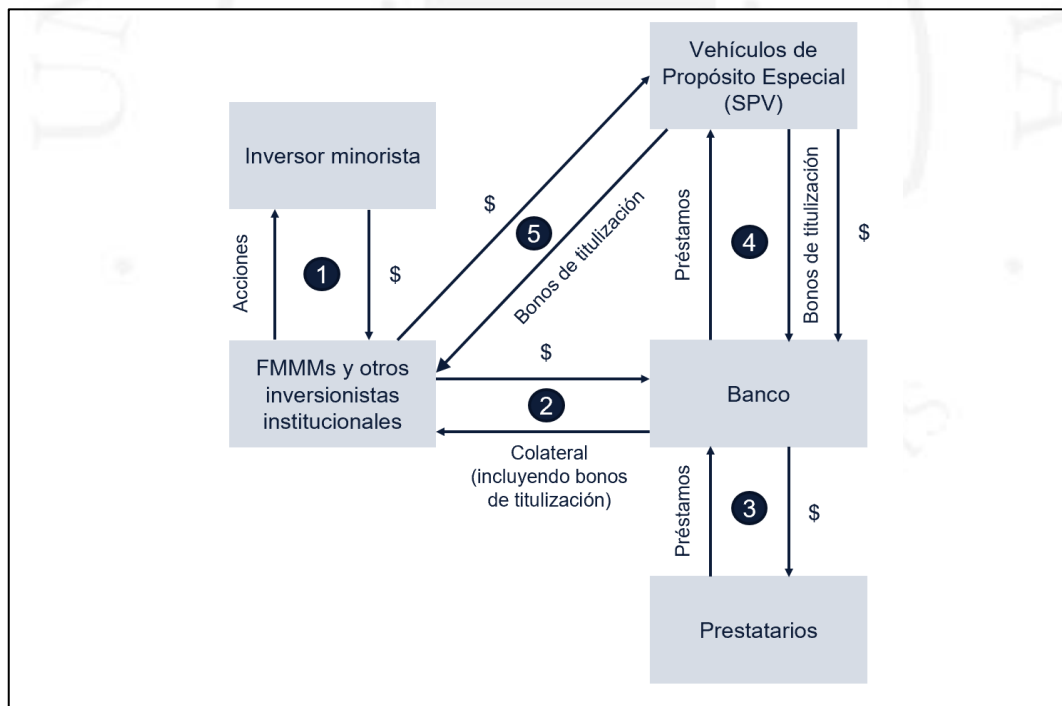 Vehículos de
Propósito Especial
(SPV)
Inversor minorista
$
5
Bonos de titulización
Préstamos
4
Bonos de titulización
$
Acciones
1
$
FMMMs y otros
inversionistas
institucionales
$
2
Colateral
(incluyendo bonos
de titulización)
Banco
Préstamos
3
$
Prestatarios